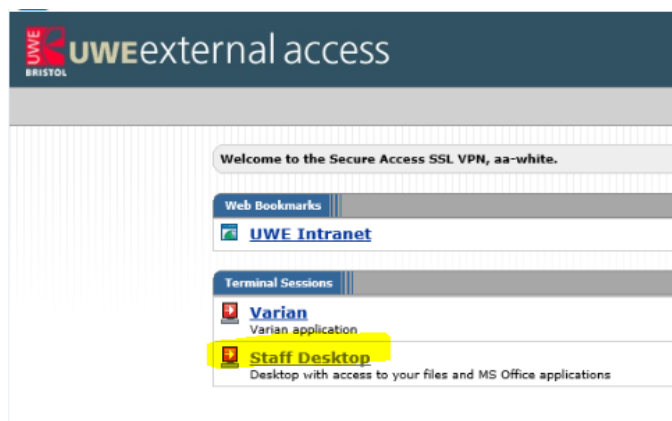 UWE
BRISTOL
UWEexternal access
Welcome to the Secure Access SSL VPN, aa-white.
Web Bookmarks
UWE Intranet
Terminal Sessions
Varian
Varian application
Staff Desktop
Desktop with access to your files and MS Office applications